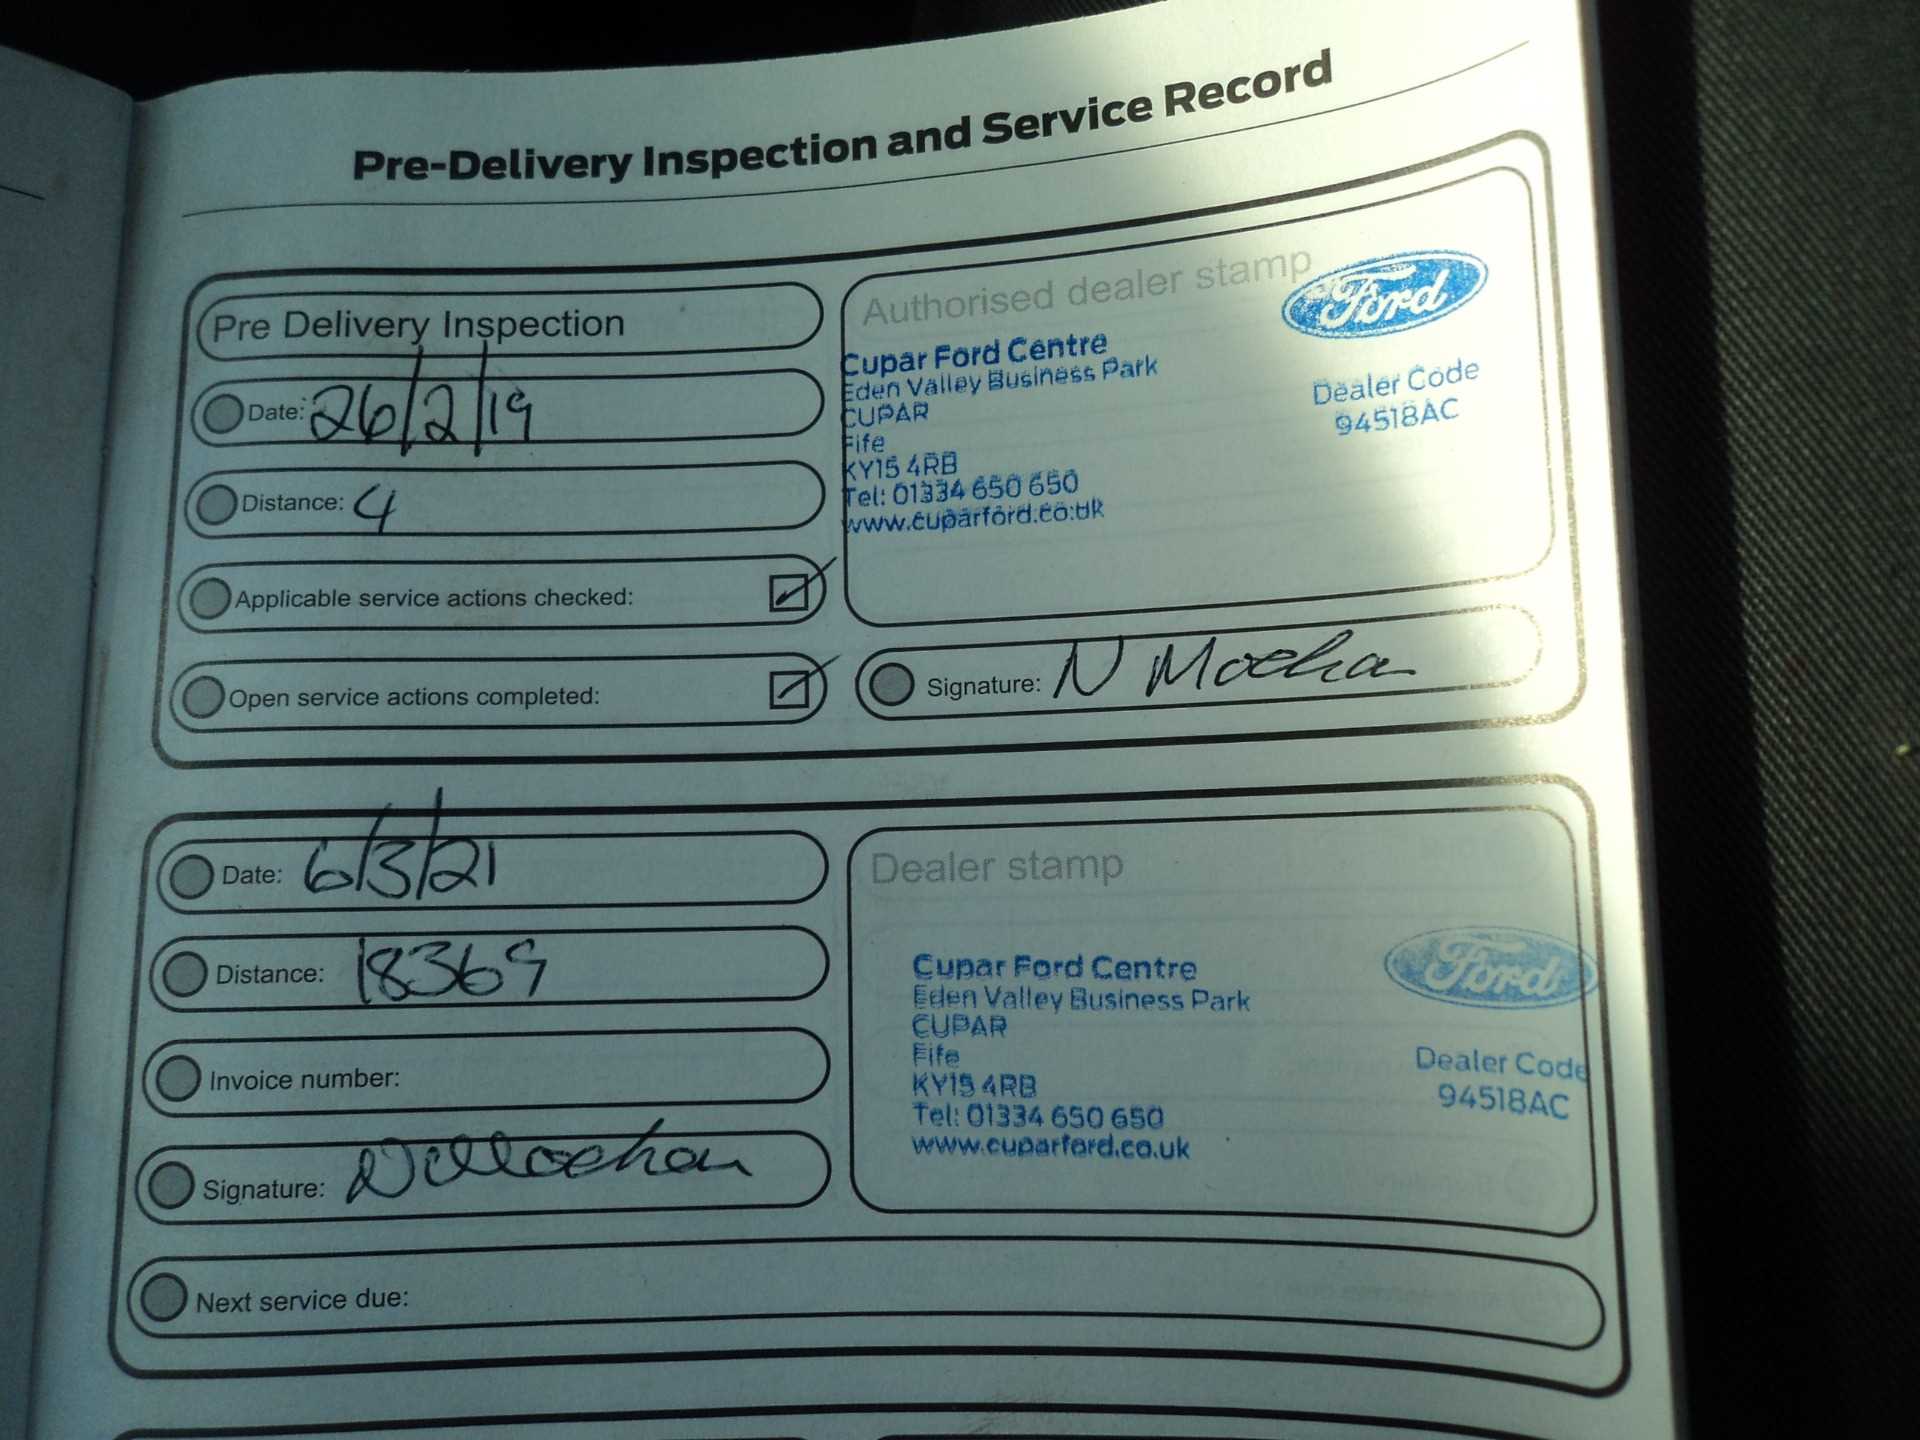 Pre-Delivery Inspection and Service Record
Pre Delivery Inspection
Date: 26/2/19
Distance: 4
Applicable service actions checked:
Open service actions completed:
Authorised dealer stamp
Ford
Cupar Ford Centre
Eden Valley Business Park
CUPAR
Fife
KY15 4RB
Tel: 01334 650 650
www.cuparford.co.uk
Dealer Code
94518AC
Signature: N
Date: 6/3/21
Distance: 18369
Invoice number:
Signature:
Next service due:
Dealer stamp
Ford
Cupar Ford Centre
Eden Valley Business Park
CUPAR
Fife
KY15 4RB
Tel: 01334 650 650
www.cuparford.co.uk
Dealer Code
94518AC